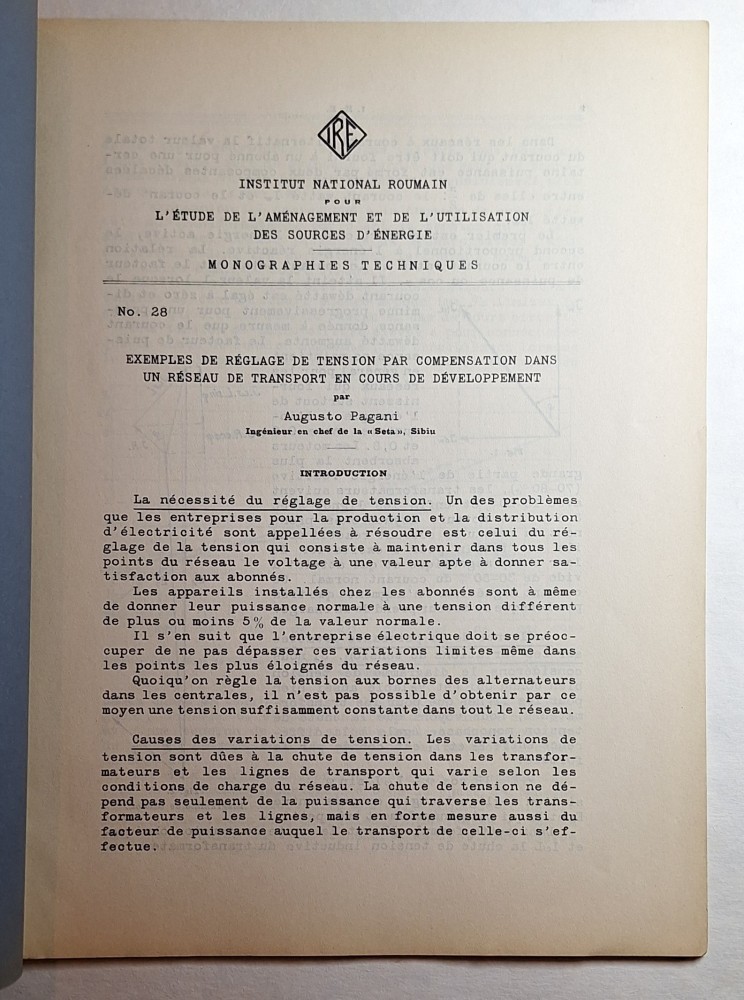 IRE
INSTITUT NATIONAL ROUMAIN
POUR
L'ÉTUDE DE L'AMÉNAGEMENT ET DE L'UTILISATION
DES SOURCES D'ÉNERGIE
MONOGRAPHIES TECHNIQUES
No. 28
EXEMPLES DE RÉGLAGE DE TENSION PAR COMPENSATION DANS
UN RÉSEAU DE TRANSPORT EN COURS DE DÉVELOPPEMENT
par
Augusto Pagani
Ingénieur en chef de la «Seta», Sibiu
INTRODUCTION
La nécessité du réglage de tension. Un des problèmes
que les entreprises pour la production et la distribution
d'électricité sont appellées à résoudre est celui du ré-
glage de la tension qui consiste à maintenir dans tous les
points du réseau le voltage à une valeur apte à donner sa-
tisfaction aux abonnés.
Les appareils installés chez les abonnés sont à même
de donner leur puissance normale à une tension différent
de plus ou moins 5% de la valeur normale.
Il s'en suit que l'entreprise électrique doit se préoc-
cuper de ne pas dépasser ces variations limites même dans
les points les plus éloignés du réseau.
Quoiqu'on règle la tension aux bornes des alternateurs
dans les centrales, il n'est pas possible d'obtenir par ce
moyen une tension suffisamment constante dans tout le réseau.
Causes des variations de tension. Les variations de
tension sont dûes à la chute de tension dans les transfor-
mateurs et les lignes de transport qui varie selon les
conditions de charge du réseau. La chute de tension ne dé-
pend pas seulement de la puissance qui traverse les trans-
formateurs et les lignes, mais en forte mesure aussi du
facteur de puissance auquel le transport de celle-ci s'ef-
fectue.